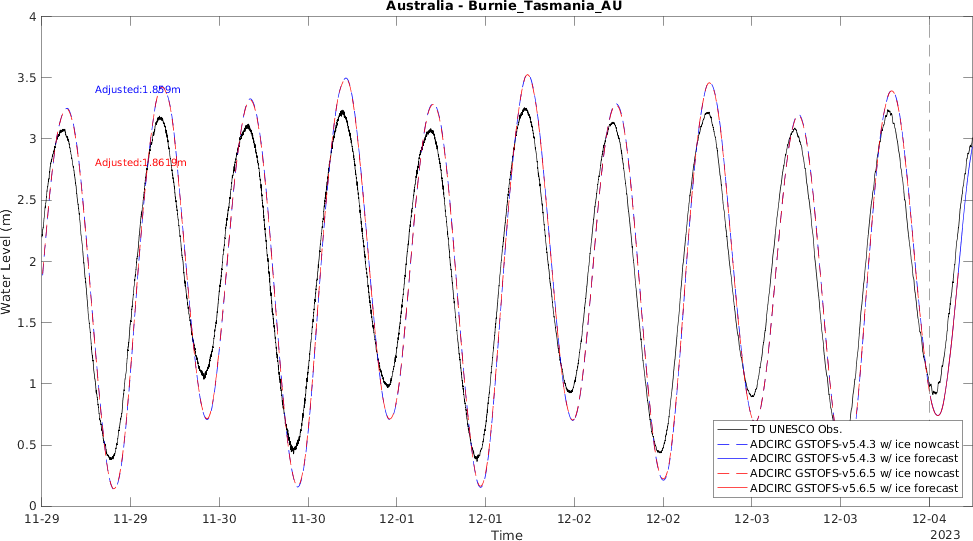 Australia - Burnie_Tasmania_AU
4
3.5
Adjusted:1.859m
3
Adjusted:1.8619m
2.5
Water Level (m)
2
1.5
1
0.5
0
TD UNESCO Obs.
ADCIRC GSTOFS-v5.4.3 w/ ice nowcast
ADCIRC GSTOFS-v5.4.3 w/ ice forecast
ADCIRC GSTOFS-v5.6.5 w/ ice nowcast
ADCIRC GSTOFS-v5.6.5 w/ ice forecast
11-29 11-29 11-30 11-30 12-01 12-01 12-02 12-02 12-03 12-03 12-04
2023
Time